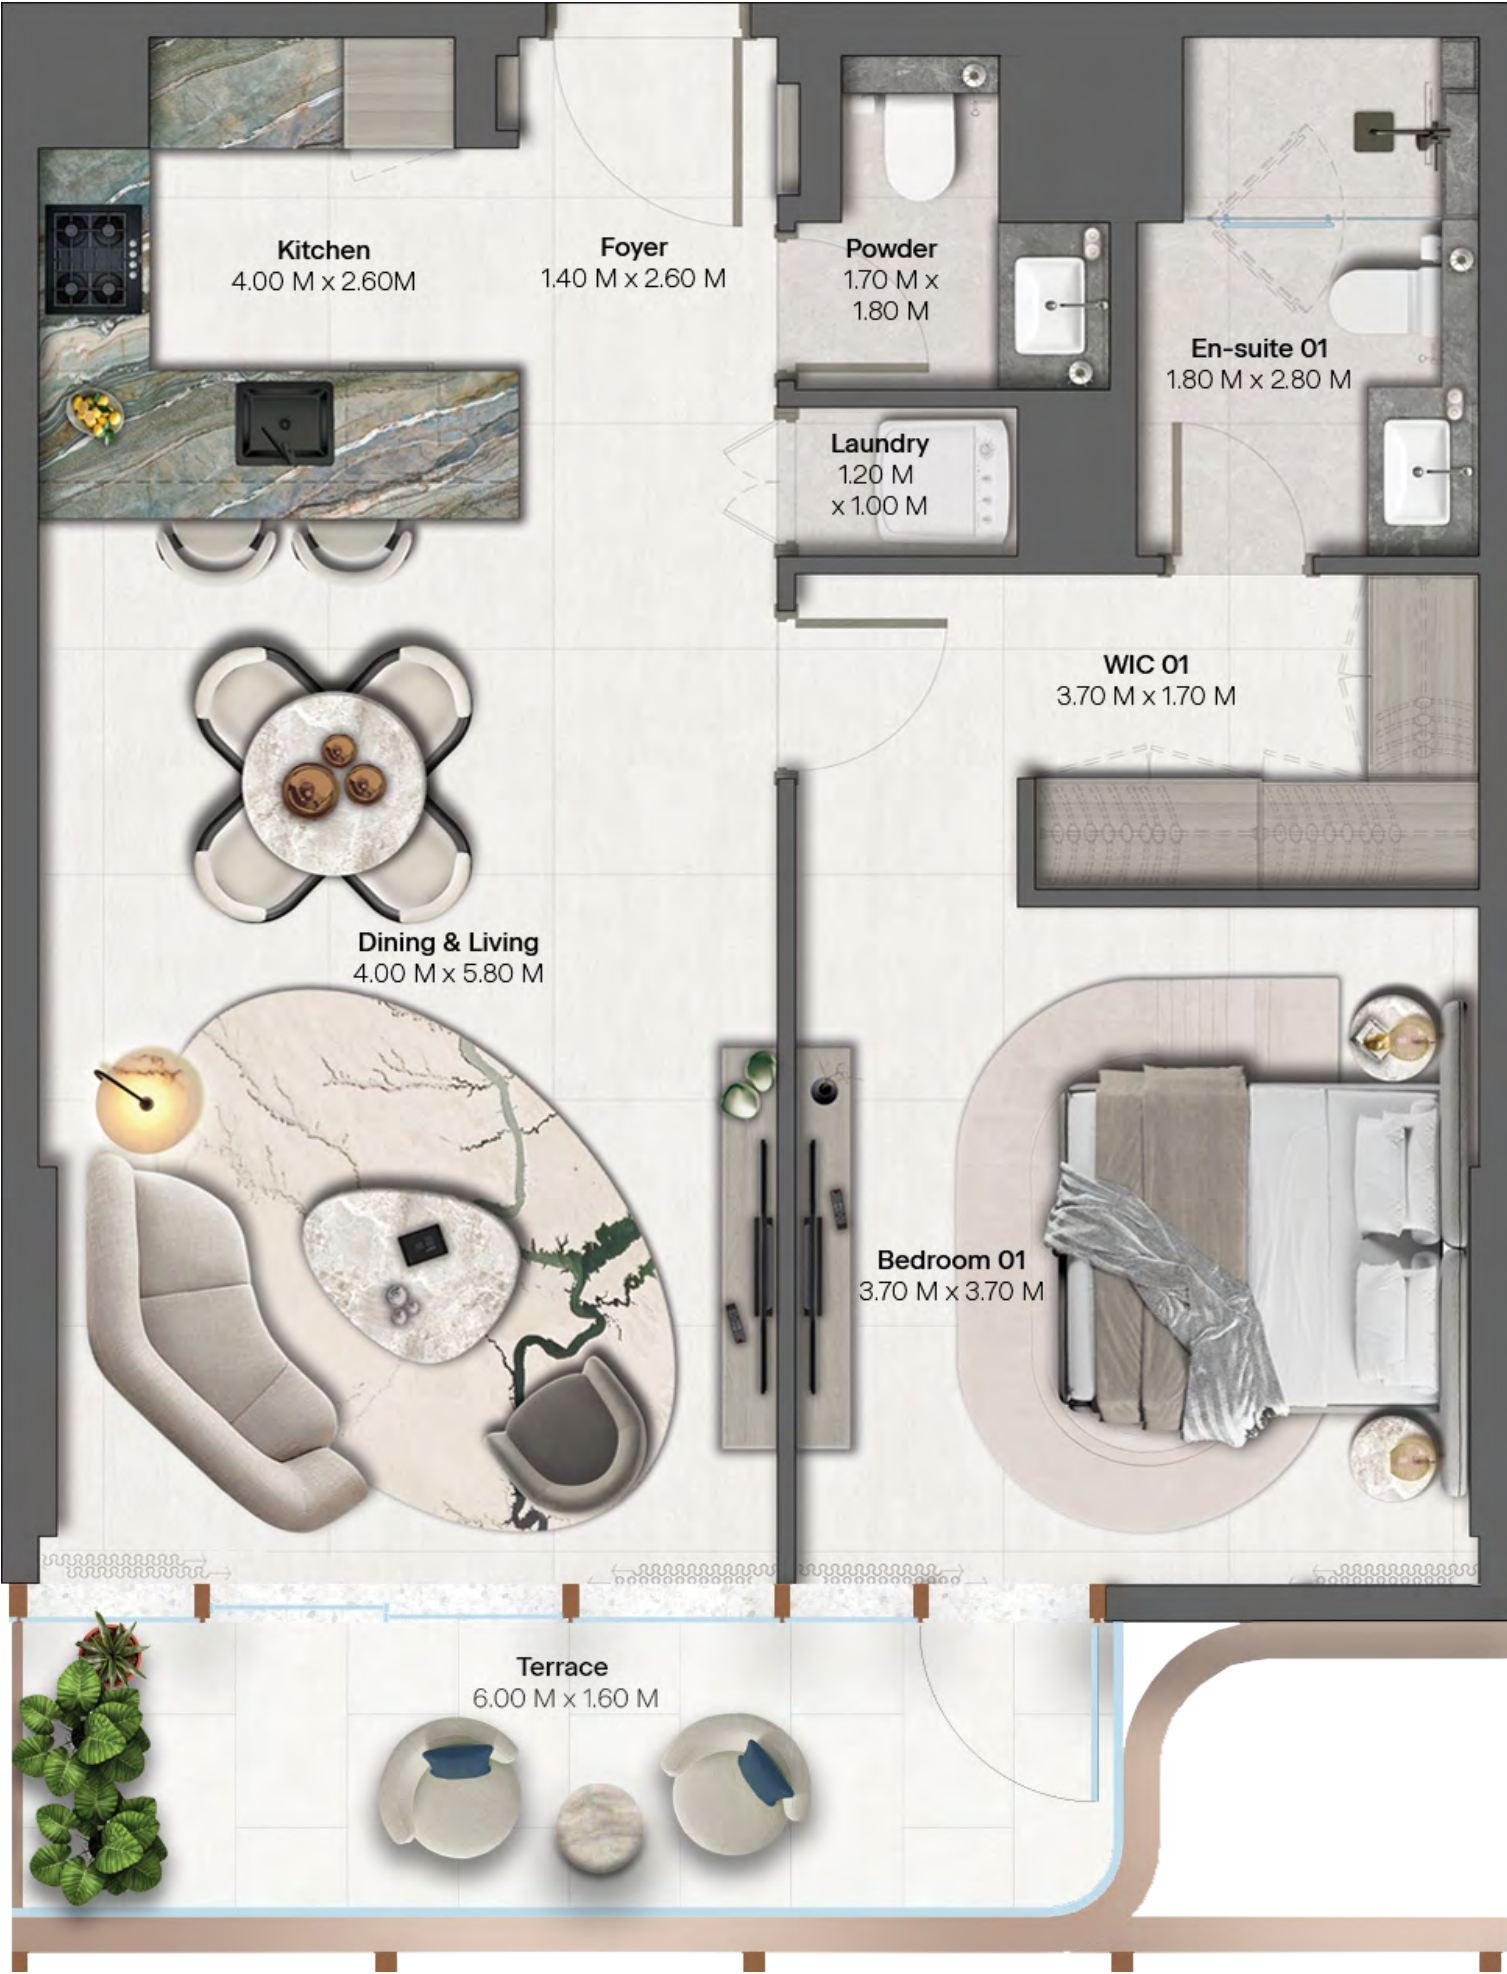 Kitchen
4.00 M x 2.60M
Foyer
1.40 M x 2.60 M
Powder
1.70 M x
1.80 M
En-suite 01
1.80 M x 2.80 M
Laundry
1.20 M
x 1.00 M
WIC 01
3.70 M x 1.70 M
Dining & Living
4.00 M x 5.80 M
Bedroom 01
3.70 M x 3.70 M
Terrace
6.00 M x 1.60 M